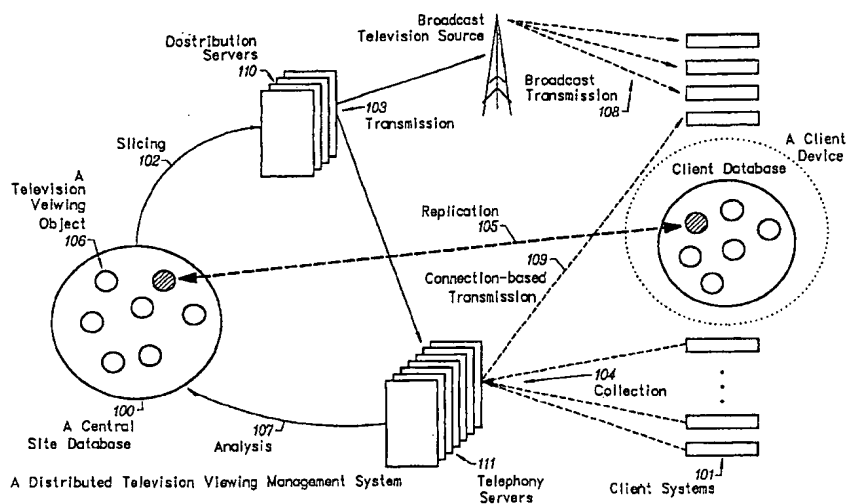 Dostribution
Servers
110
Broadcast
Television Source
103
Transmission
Broadcast
Transmission
108
Slicing
102
A
Television
Veiwing
Object
106
A Client
Device
Client Database
Replication
105
109
Connection-based
Transmission
104
Collection
100
A Central
Site Database
107
Analysis
111
Telephony
Servers
101
Client Systems
A Distributed Television Viewing Management System